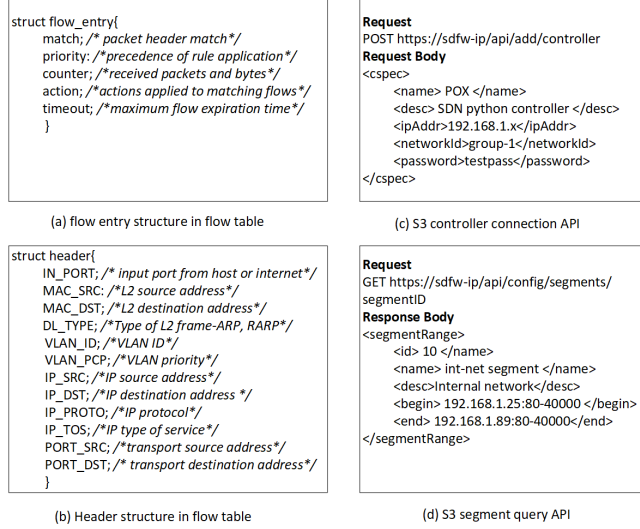 struct flow_entry{
match; /* packet header match*/
priority: /*precedence of rule application*/
counter; /*received packets and bytes*/
action; /*actions applied to matching flows*/
timeout; /*maximum flow expiration time*/
}
(a) flow entry structure in flow table
struct header{
IN_PORT; /* input port from host or internet*/
MAC_SRC: /*L2 source address*/
MAC_DST; /*L2 destination address*/
DL_TYPE; /*Type of L2 frame-ARP, RARP*/
VLAN_ID; /*VLAN ID*/
VLAN_PCP; /*VLAN priority*/
IP_SRC; /*IP source address*/
IP_DST; /*IP destination address */
IP_PROTO; /*IP protocol*/
IP_TOS; /*IP type of service*/
PORT_SRC; /*transport source address*/
PORT_DST; /* transport destination address*/
}
(b) Header structure in flow table
Request
POST https://sdfw-ip/api/add/controller
Request Body
<cspec>
<name> POX </name>
<desc> SDN python controller </desc>
<ipAddr>192.168.1.x</ipAddr>
<networkId>group-1</networkId>
<password>testpass</password>
</cspec>
(c) S3 controller connection API
Request
GET https://sdfw-ip/api/config/segments/
segmentID
Response Body
<segmentRange>
<id> 10 </name>
<name> int-net segment </name>
<desc>Internal network</desc>
<begin> 192.168.1.25:80-40000 </begin>
<end> 192.168.1.89:80-40000</end>
</segmentRange>
(d) S3 segment query API